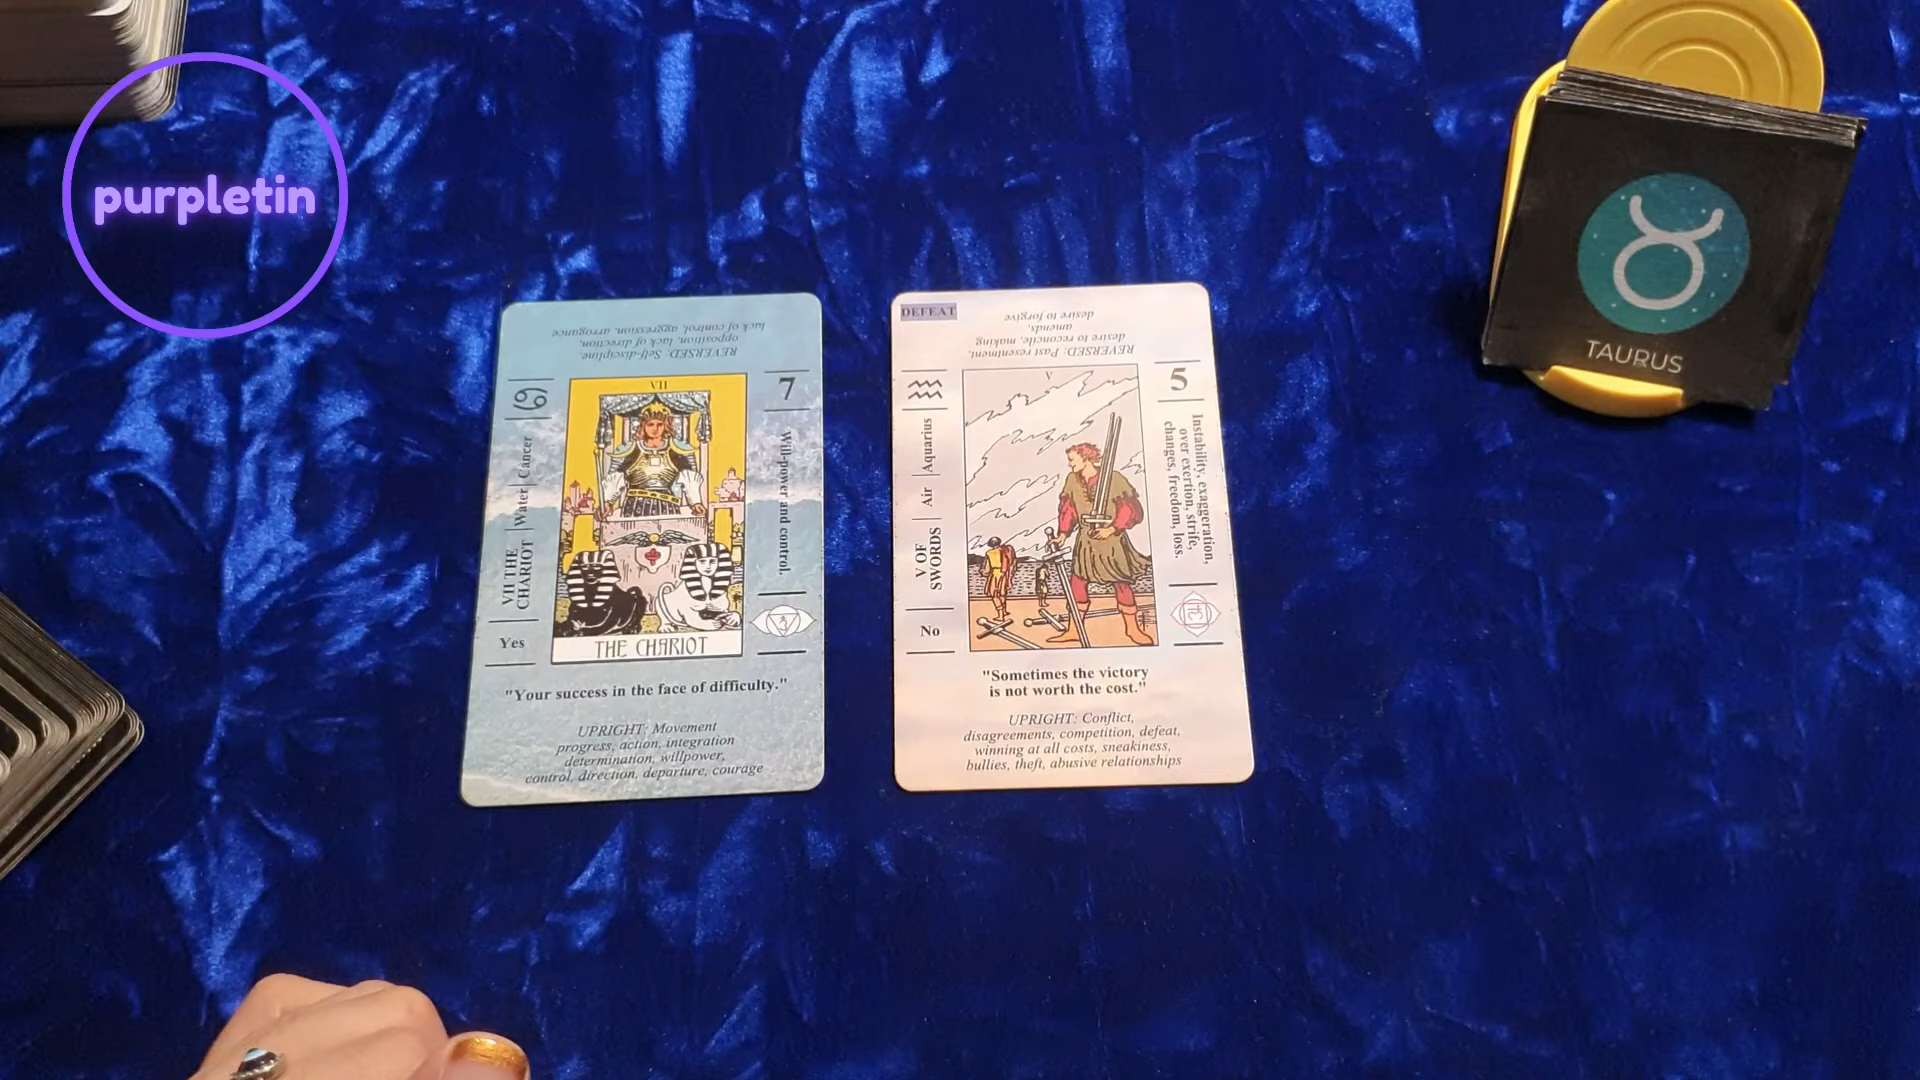 purpletin
TAURUS
REVERSED: Self-discipline,
opposition, lack of direction,
lack of control, aggression, arrogance
VII
7
Cancer
Water
VII THE
CHARIOT
Yes
Will-power and control.
THE CHARIOT
"Your success in the face of difficulty."
UPRIGHT: Movement
progress, action, integration
determination, willpower,
control, direction, departure, courage
DEFEAT
REVERSED: Past resentment,
desire to reconcile, making
amends,
desire to forgive
V
5
Aquarius
Air
V OF
SWORDS
No
Instability, exaggeration,
over exertion, strife,
changes, freedom, loss.
"Sometimes the victory
is not worth the cost."
UPRIGHT: Conflict,
disagreements, competition, defeat,
winning at all costs, sneakiness,
bullies, theft, abusive relationships